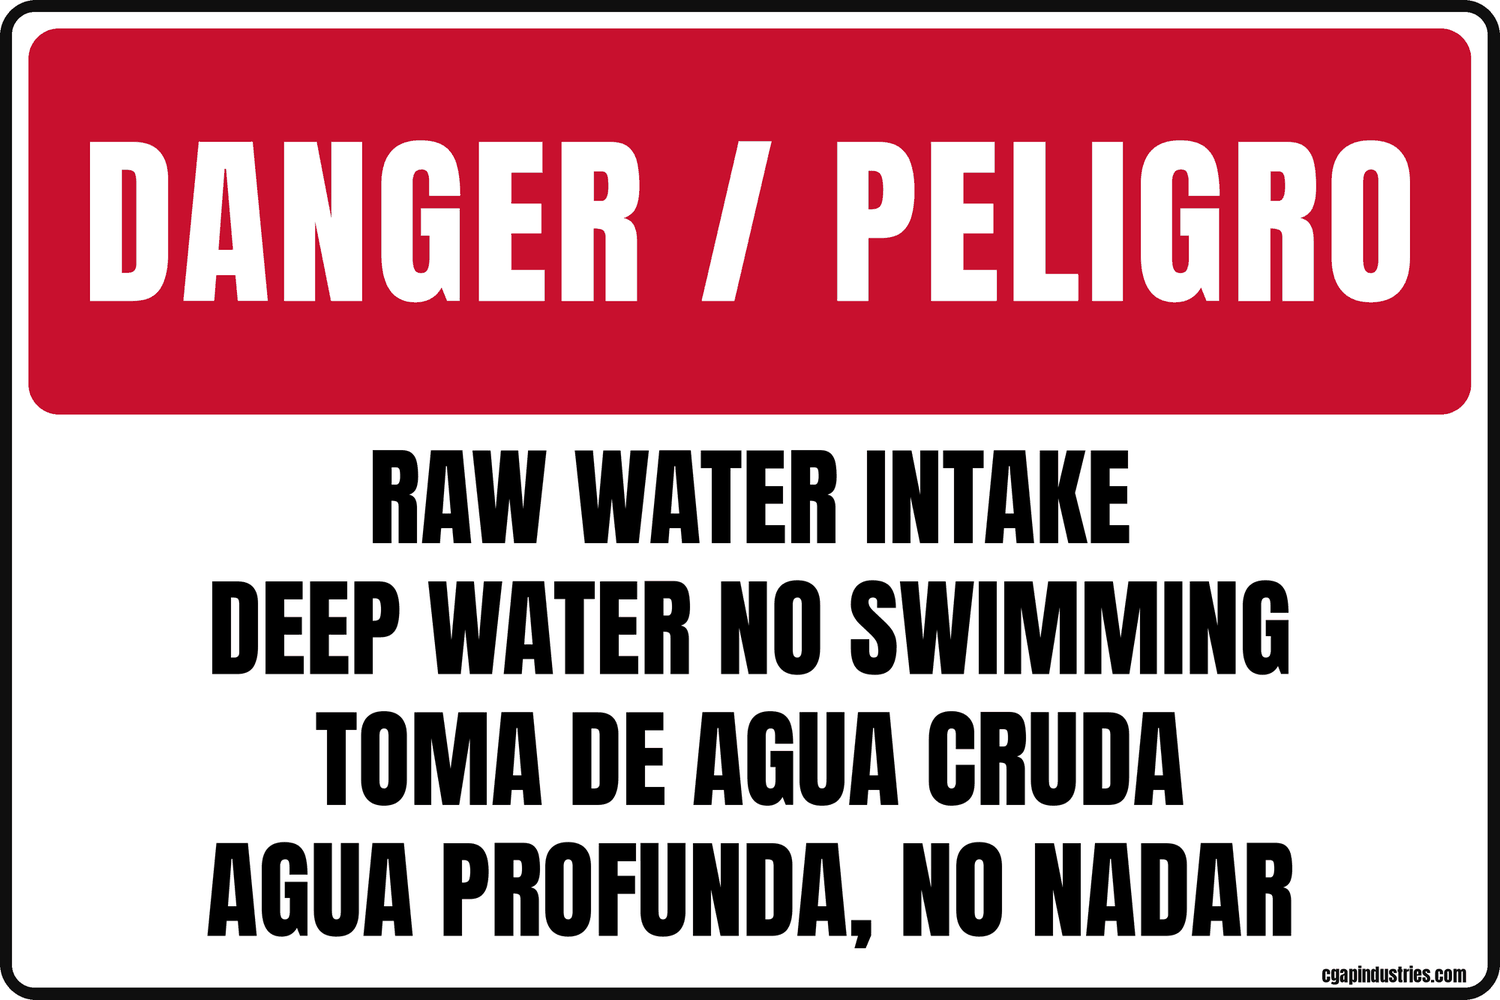 DANGER / PELIGRO
RAW WATER INTAKE
DEEP WATER NO SWIMMING
TOMA DE AGUA CRUDA
AGUA PROFUNDA, NO NADAR
cgapindustries.com